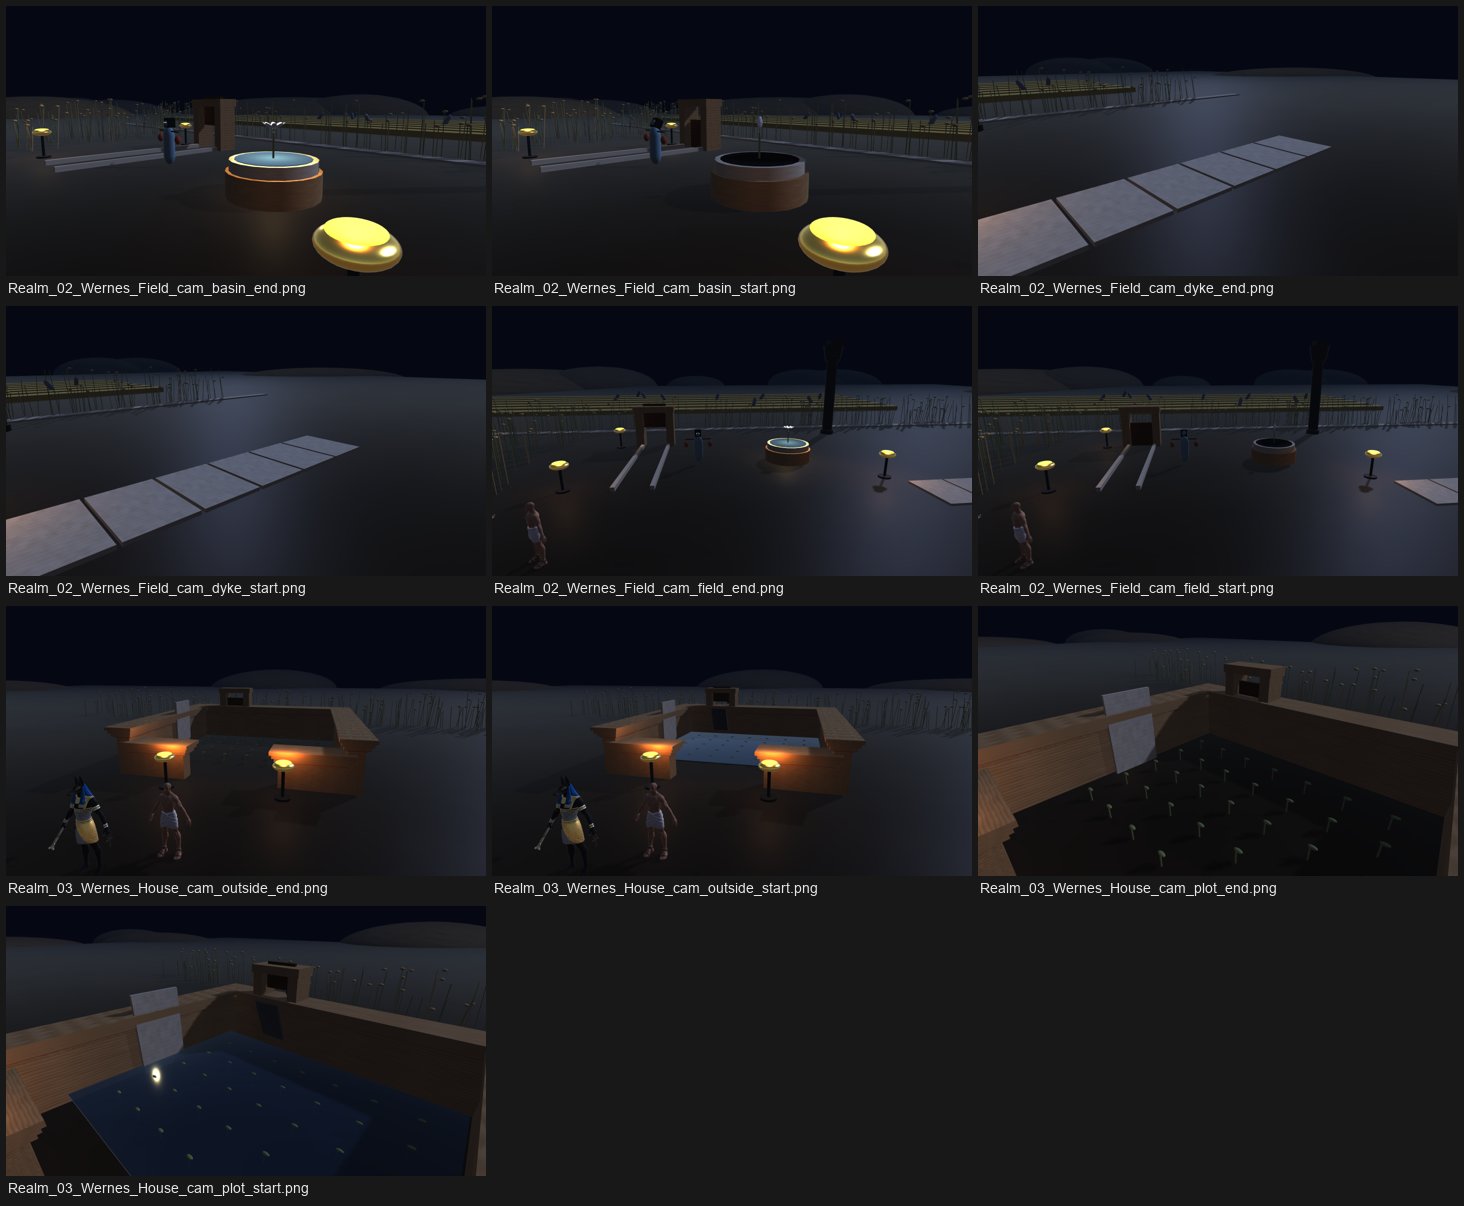 Realm_02_Wernes_Field_cam_basin_end.png
Realm_02_Wernes_Field_cam_basin_start.png
Realm_02_Wernes_Field_cam_dyke_end.png
Realm_02_Wernes_Field_cam_dyke_start.png
Realm_02_Wernes_Field_cam_field_end.png
Realm_02_Wernes_Field_cam_field_start.png
Realm_03_Wernes_House_cam_outside_end.png
Realm_03_Wernes_House_cam_outside_start.png
Realm_03_Wernes_House_cam_plot_end.png
Realm_03_Wernes_House_cam_plot_start.png